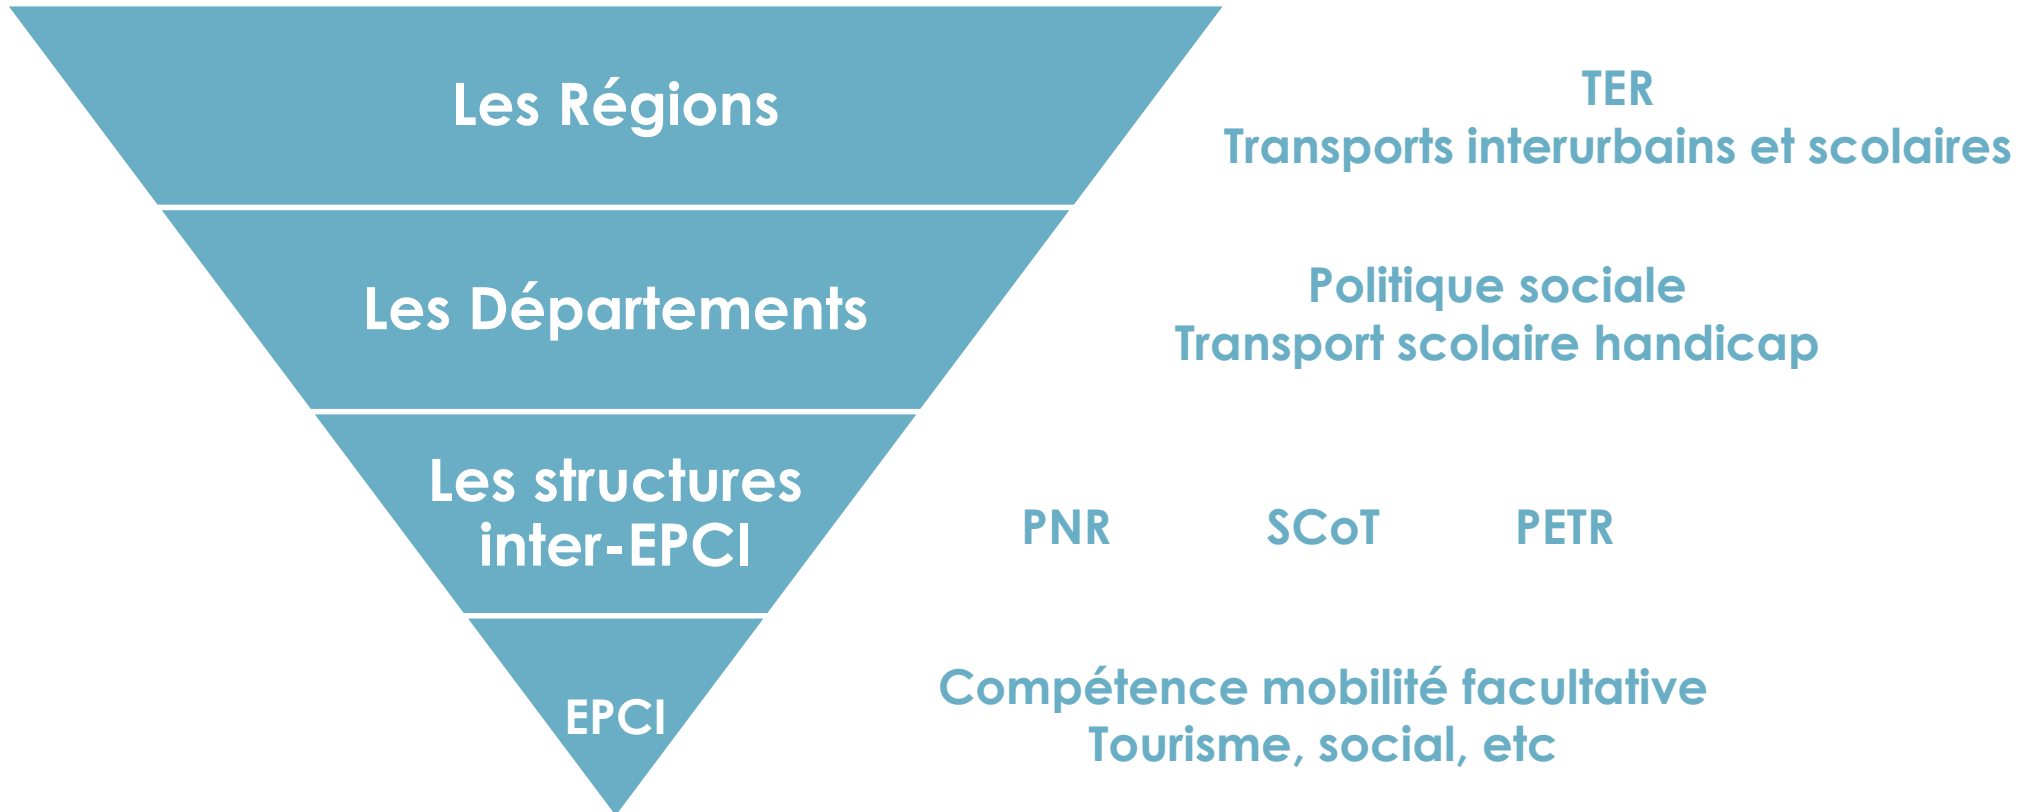 Les Régions
TER
Transports interurbains et scolaires
Les Départements
Politique sociale
Transport scolaire handicap
Les structures
inter-EPCI
PNR SCoT PETR
EPCI
Compétence mobilité facultative
Tourisme, social, etc